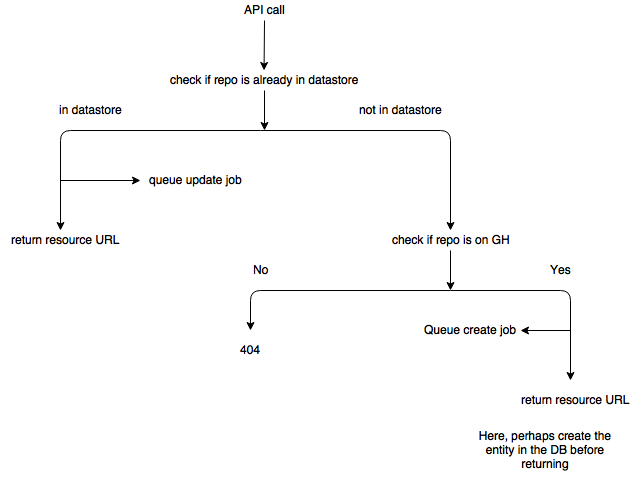 API call
check if repo is already in datastore
in datastore
not in datastore
queue update job
return resource URL
check if repo is on GH
No
Yes
Queue create job
404
return resource URL
Here, perhaps create the
entity in the DB before
returning